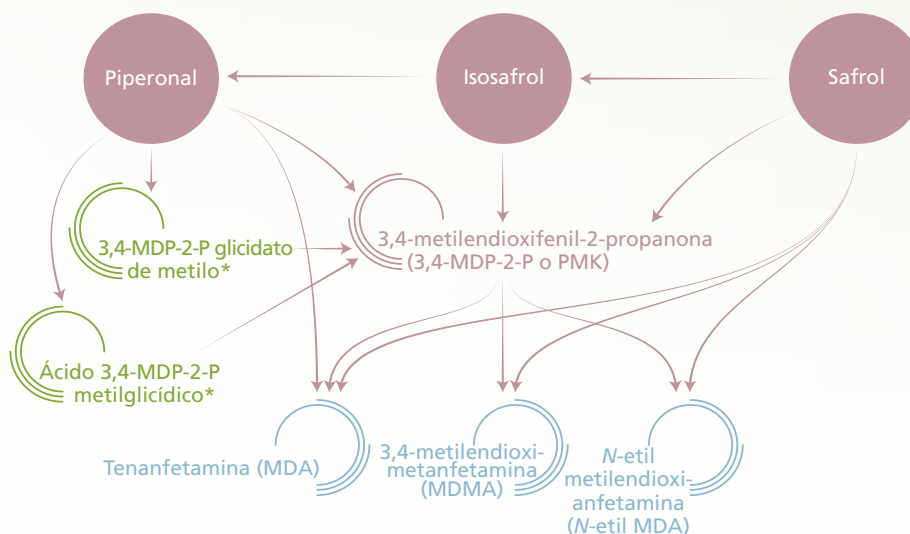 Piperonal
Isosafrol
Safrol
3,4-MDP-2-P glicidato
de metilo*
3,4-metilendioxifenil-2-propanona
(3,4-MDP-2-P o PMK)
Ácido 3,4-MDP-2-P
metilglicídico*
Tenanfetamina (MDA)
3,4-metilendioxi-
metanfetamina
(MDMA)
N-etil
metilendioxi-
anfetamina
(N-etil MDA)